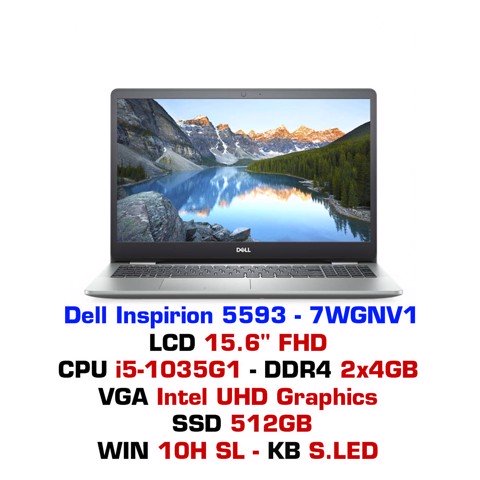 DELL
Dell Inspirion 5593 - 7WGNV1
LCD 15.6" FHD
CPU i5-1035G1 - DDR4 2x4GB
VGA Intel UHD Graphics
SSD 512GB
WIN 10H SL - KB S.LED